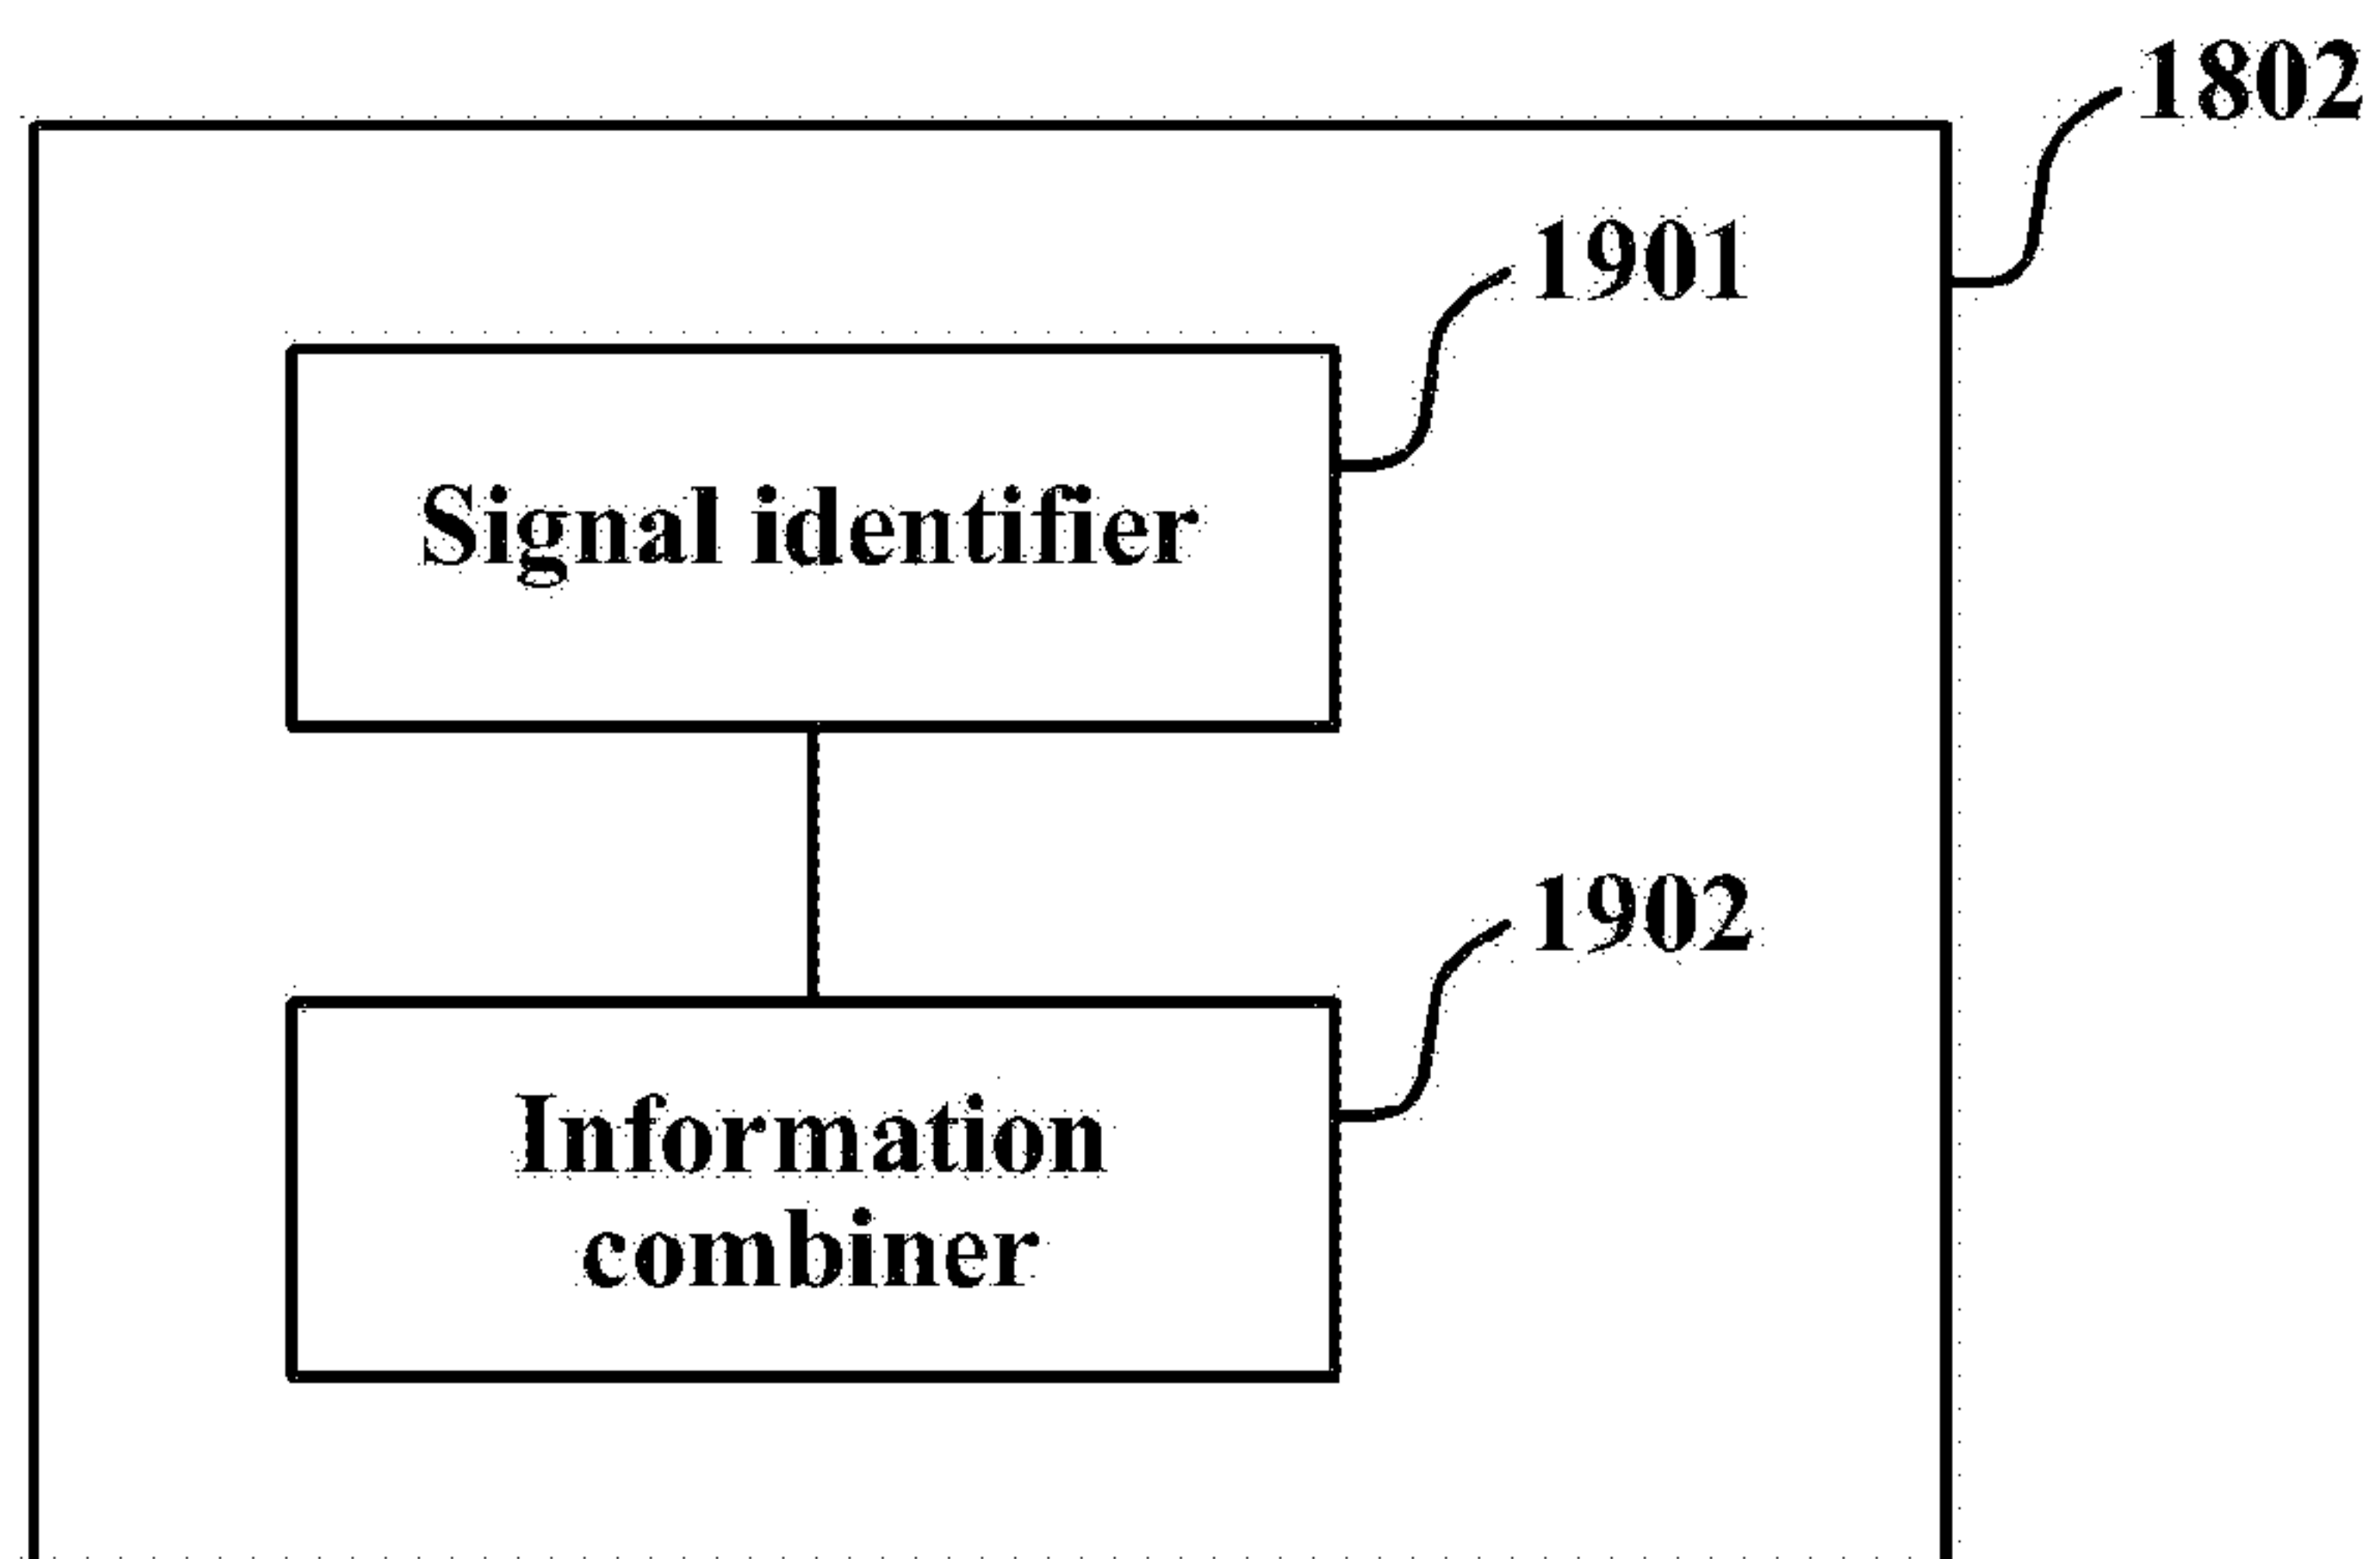 1802
1901
Signal identifier
1902
Information
combiner